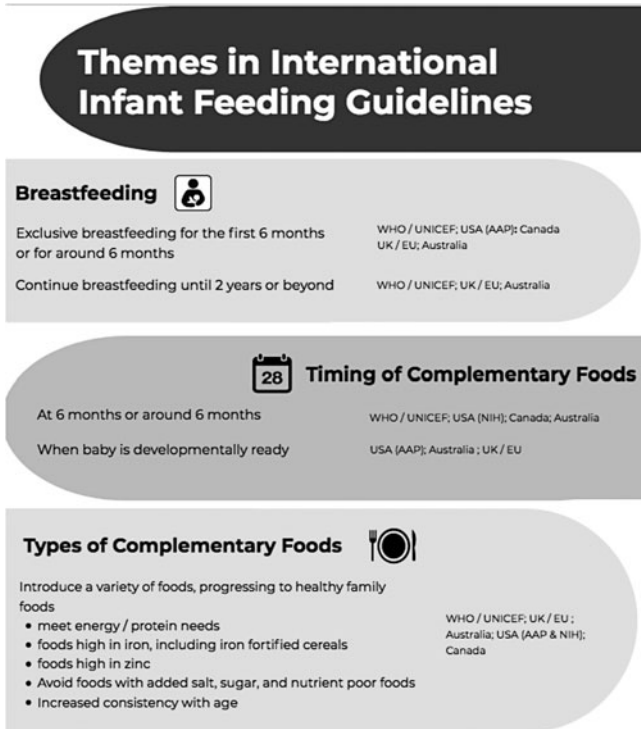 Themes in International
Infant Feeding Guidelines
Breastfeeding
Exclusive breastfeeding for the first 6 months
or for around 6 months
WHO / UNICEF; USA (AAP): Canada
UK / EU; Australia
Continue breastfeeding until 2 years or beyond
WHO / UNICEF; UK / EU; Australia
28
Timing of Complementary Foods
At 6 months or around 6 months
WHO / UNICEF; USA (NIH); Canada; Australia
When baby is developmentally ready
USA (AAP); Australia ; UK / EU
Types of Complementary Foods
Introduce a variety of foods, progressing to healthy family
foods
• meet energy / protein needs
• foods high in iron, including iron fortified cereals
• foods high in zinc
• Avoid foods with added salt, sugar, and nutrient poor foods
• Increased consistency with age
WHO / UNICEF; UK / EU ;
Australia; USA (AAP & NIH);
Canada